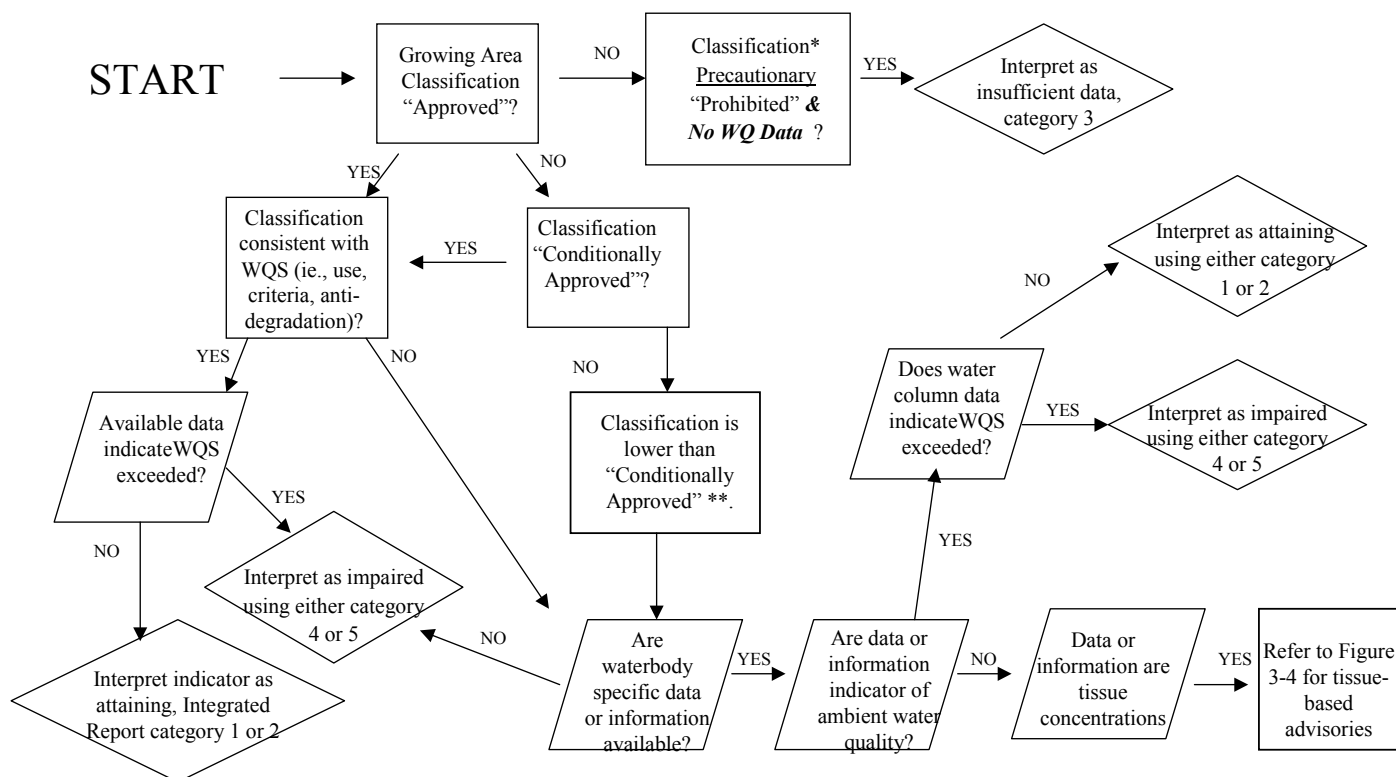 START
Growing Area
Classification
“Approved”?
NO
Classification*
Precautionary
“Prohibited” &
No WQ Data ?
YES
Interpret as
insufficient data,
category 3
YES
NO
Classification
consistent with
WQS (ie., use,
criteria, anti-
degradation)?
YES
Classification
“Conditionally
Approved”?
Interpret as attaining
using either category
1 or 2
NO
YES
NO
NO
Available data
indicateWQS
exceeded?
Classification is
lower than
“Conditionally
Approved” **.
Does water
column data
indicateWQS
exceeded?
YES
Interpret as impaired
using either category
4 or 5
YES
NO
YES
Interpret as impaired
using either category
4 or 5
NO
Interpret indicator as
attaining, Integrated
Report category 1 or 2
Are
waterbody
specific data
or information
available?
YES
Are data or
information
indicator of
ambient water
quality?
NO
Data or
information are
tissue
concentrations
YES
Refer to Figure
3-4 for tissue-
based
advisories